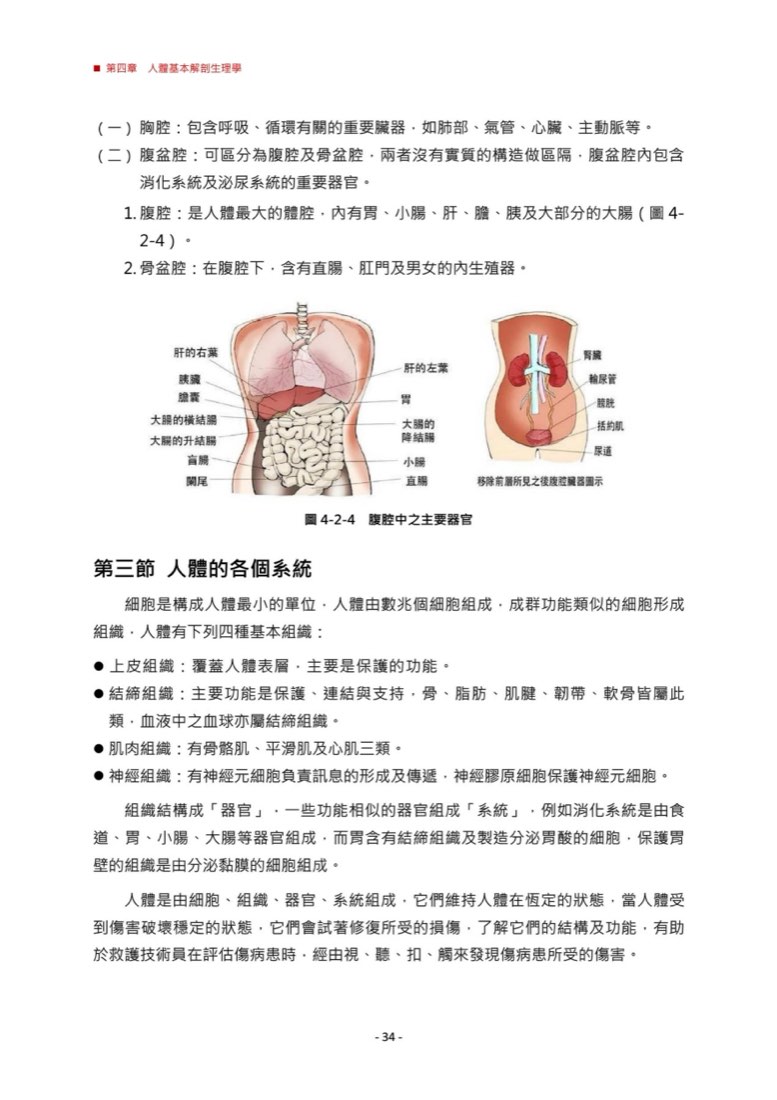 ■ 第四章 人體基本解剖生理學
(一) 胸腔：包含呼吸、循環有關的重要臟器，如肺部、氣管、心臟、主動脈等。
(二) 腹盆腔：可區分為腹腔及骨盆腔，兩者沒有實質的構造做區隔，腹盆腔內包含
消化系統及泌尿系統的重要器官。
1. 腹腔：是人體最大的體腔，內有胃、小腸、肝、膽、胰及大部分的大腸（圖 4-
2-4）。
2. 骨盆腔：在腹腔下，含有直腸、肛門及男女的內生殖器。
肝的右葉
胰臟
膽囊
大腸的橫結腸
大腸的升結腸
盲腸
闌尾
肝的左葉
胃
大腸的
降結腸
小腸
直腸
腎臟
輸尿管
膀胱
括約肌
尿道
移除前層所見之後腹腔臟器圖示
圖 4-2-4 腹腔中之主要器官
第三節 人體的各個系統
細胞是構成人體最小的單位，人體由數兆個細胞組成，成群功能類似的細胞形成
組織，人體有下列四種基本組織：
● 上皮組織：覆蓋人體表層，主要是保護的功能。
● 結締組織：主要功能是保護、連結與支持，骨、脂肪、肌腱、韌帶、軟骨皆屬此
類，血液中之血球亦屬結締組織。
● 肌肉組織：有骨骼肌、平滑肌及心肌三類。
● 神經組織：有神經元細胞負責訊息的形成及傳遞，神經膠原細胞保護神經元細胞。
組織結構成「器官」，一些功能相似的器官組成「系統」，例如消化系統是由食
道、胃、小腸、大腸等器官組成，而胃含有結締組織及製造分泌胃酸的細胞，保護胃
壁的組織是由分泌黏膜的細胞組成。
人體是由細胞、組織、器官、系統組成，它們維持人體在恆定的狀態，當人體受
到傷害破壞穩定的狀態，它們會試著修復所受的損傷，了解它們的結構及功能，有助
於救護技術員在評估傷病患時，經由視、聽、扣、觸來發現傷病患所受的傷害。
- 34 -